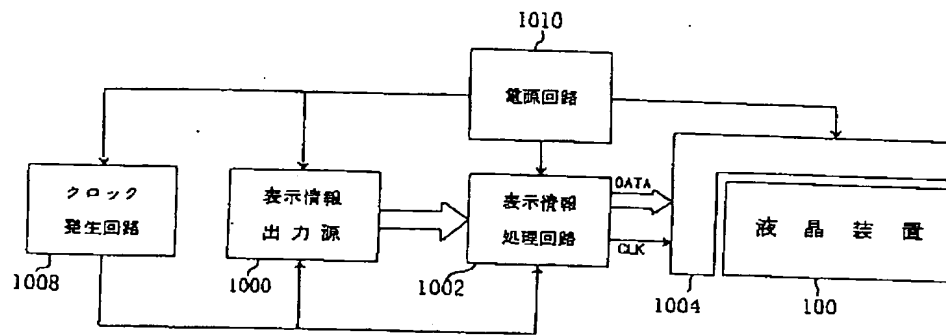 1010
電源回路
クロック
発生回路
1008
表示情報
出力源
1000
表示情報
処理回路
1002
DATA
CLK
1004
液晶装置
100